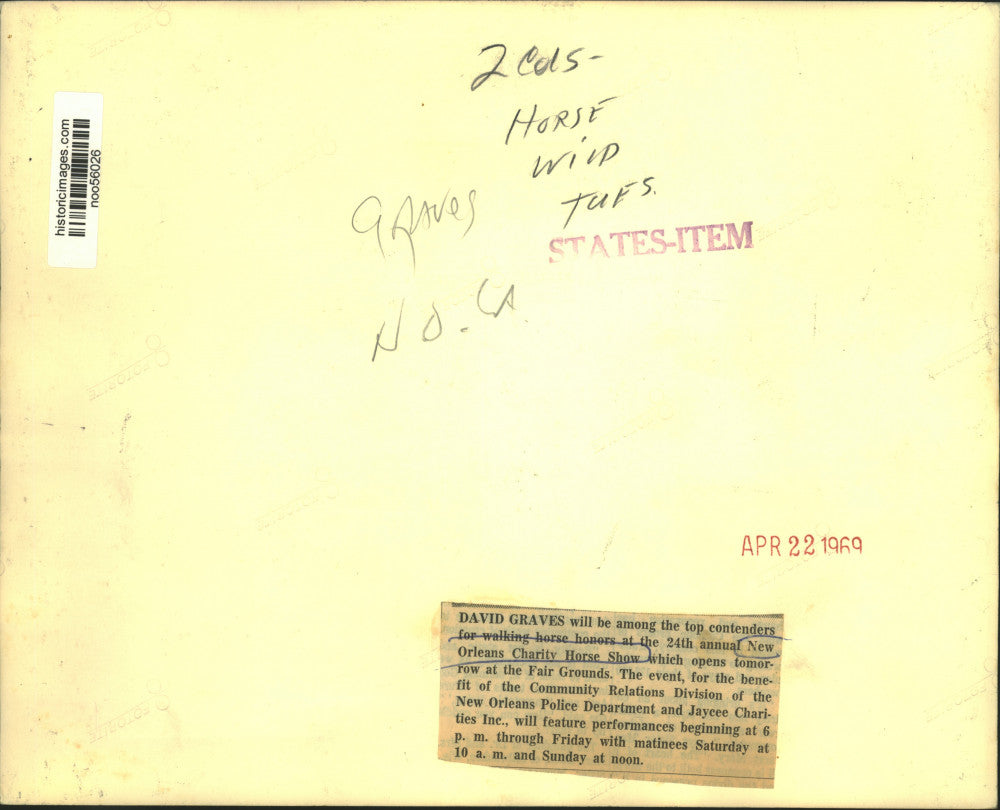 2 Cols-
HORSE
WILD
TUES.
Graves
STATES-ITEM
N O. LA
historicimages.com
noo56026
APR 22 1969
DAVID GRAVES will be among the top contenders
for walking horse honors at the 24th annual New
Orleans Charity Horse Show which opens tomor-
row at the Fair Grounds. The event, for the bene-
fit of the Community Relations Division of the
New Orleans Police Department and Jaycee Chari-
ties Inc., will feature performances beginning at 6
p. m. through Friday with matinees Saturday at
10 a. m. and Sunday at noon.